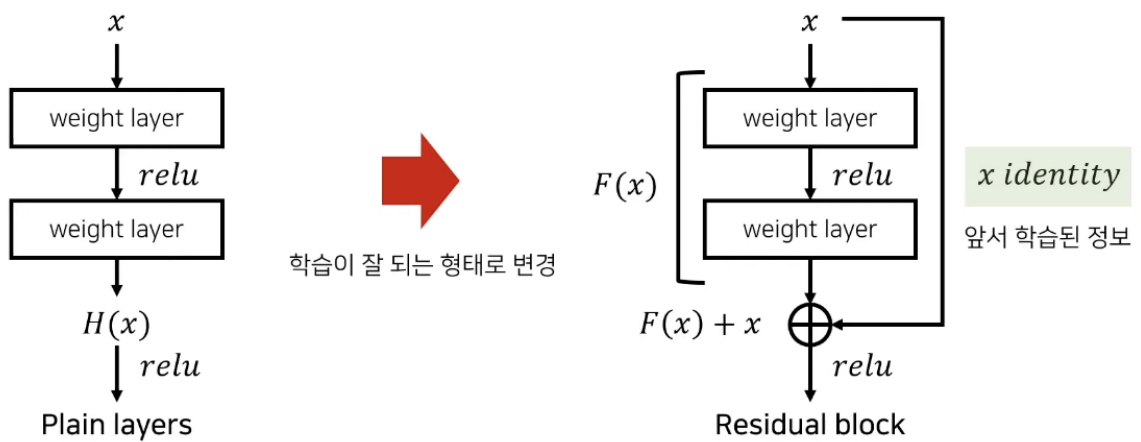 x
weight layer
relu
weight layer
H(x)
relu
Plain layers
학습이 잘 되는 형태로 변경
x
weight layer
relu
F(x)
weight layer
F(x) + x
relu
Residual block
x identity
앞서 학습된 정보